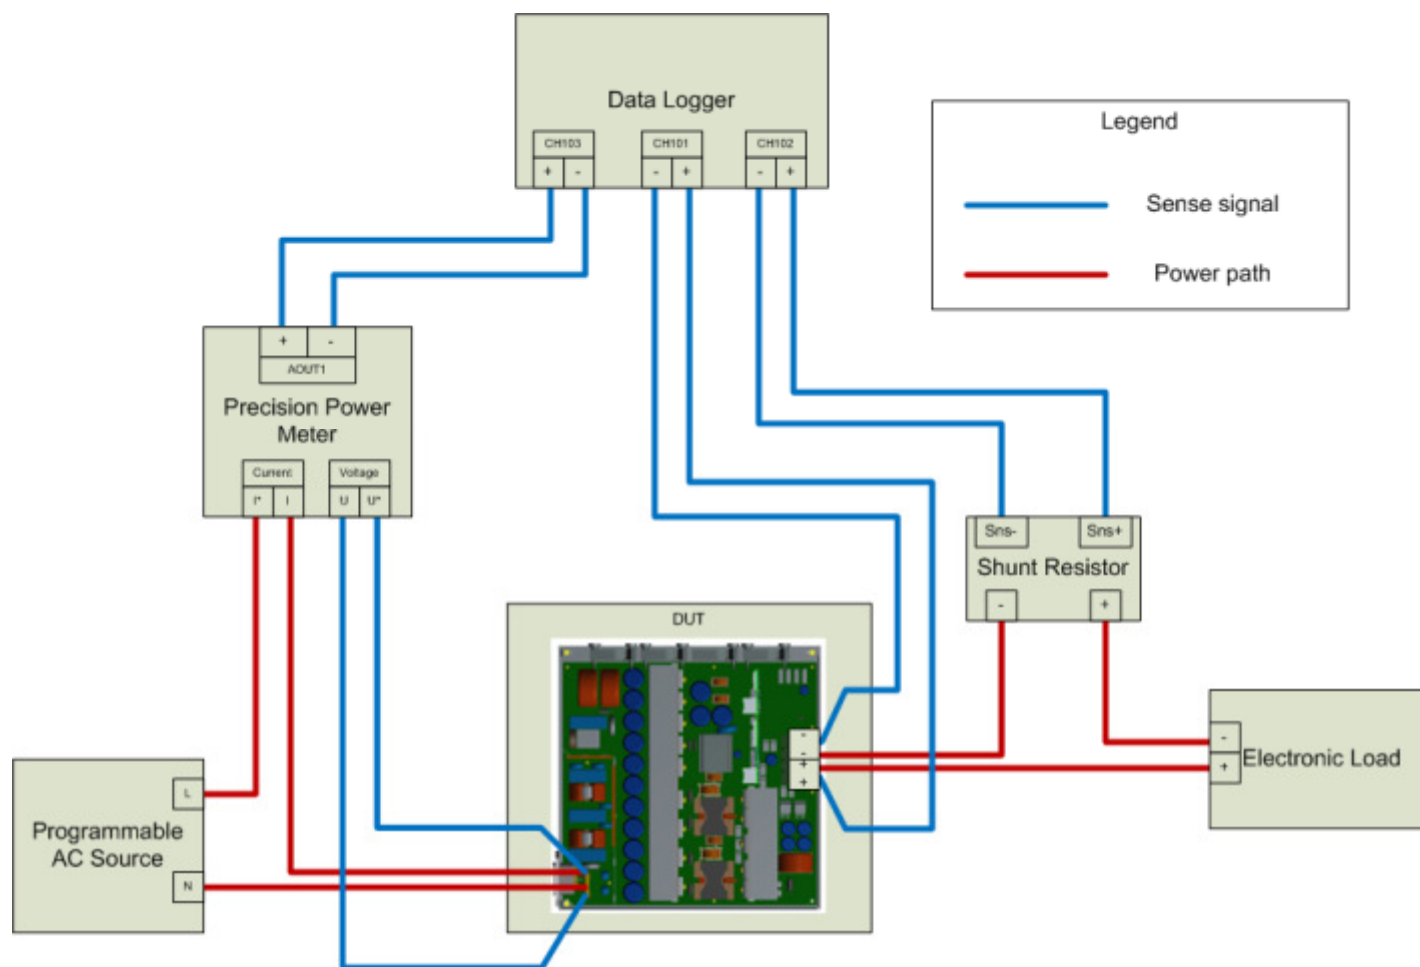 Data Logger
CH103
CH101
CH102
+ -
- +
- +
Legend
Sense signal
Power path
+ -
AOUT1
Precision Power
Meter
Current
Voltage
I* I
U U*
Sns-
Sns+
Shunt Resistor
- +
DUT
-
-
+
+
-
+
Electronic Load
L
Programmable
AC Source
N